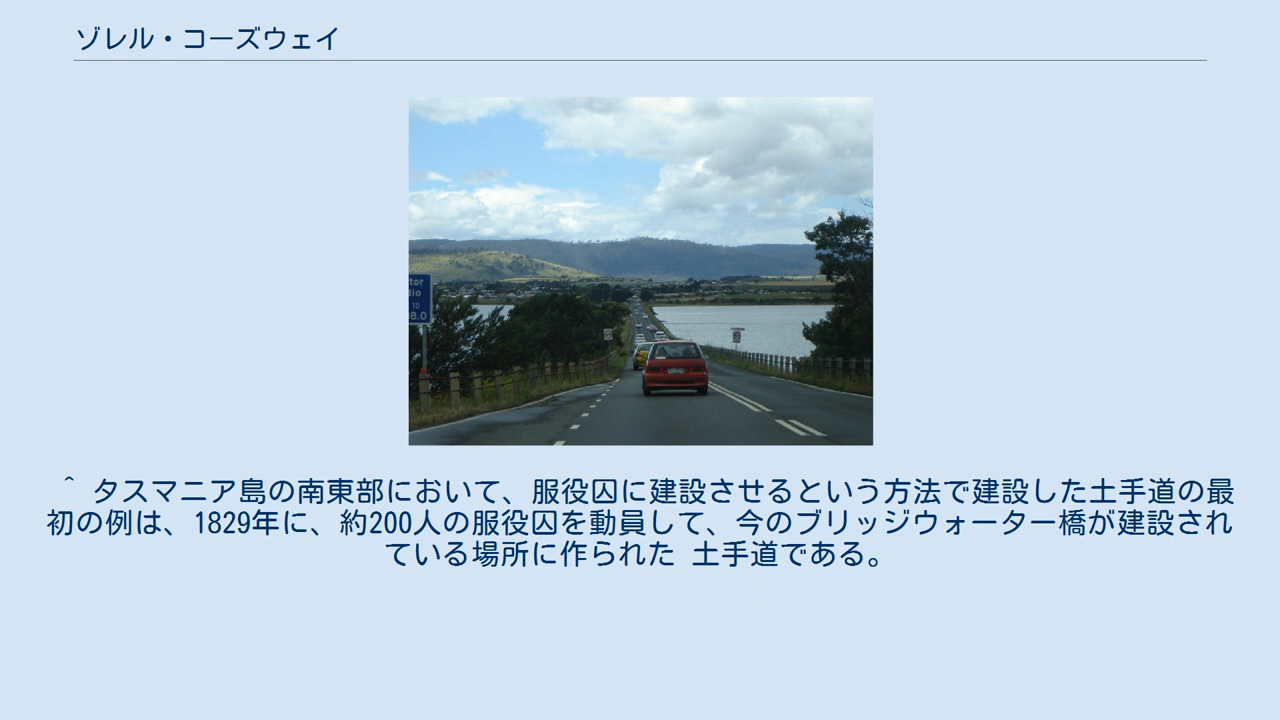 ゾレル・コーズウェイ
tor
dio
TO
88.0
^ タスマニア島の南東部において、服役囚に建設させるという方法で建設した土手道の最
初の例は、1829年に、約200人の服役囚を動員して、今のブリッジウォーター橋が建設され
ている場所に作られた 土手道である。